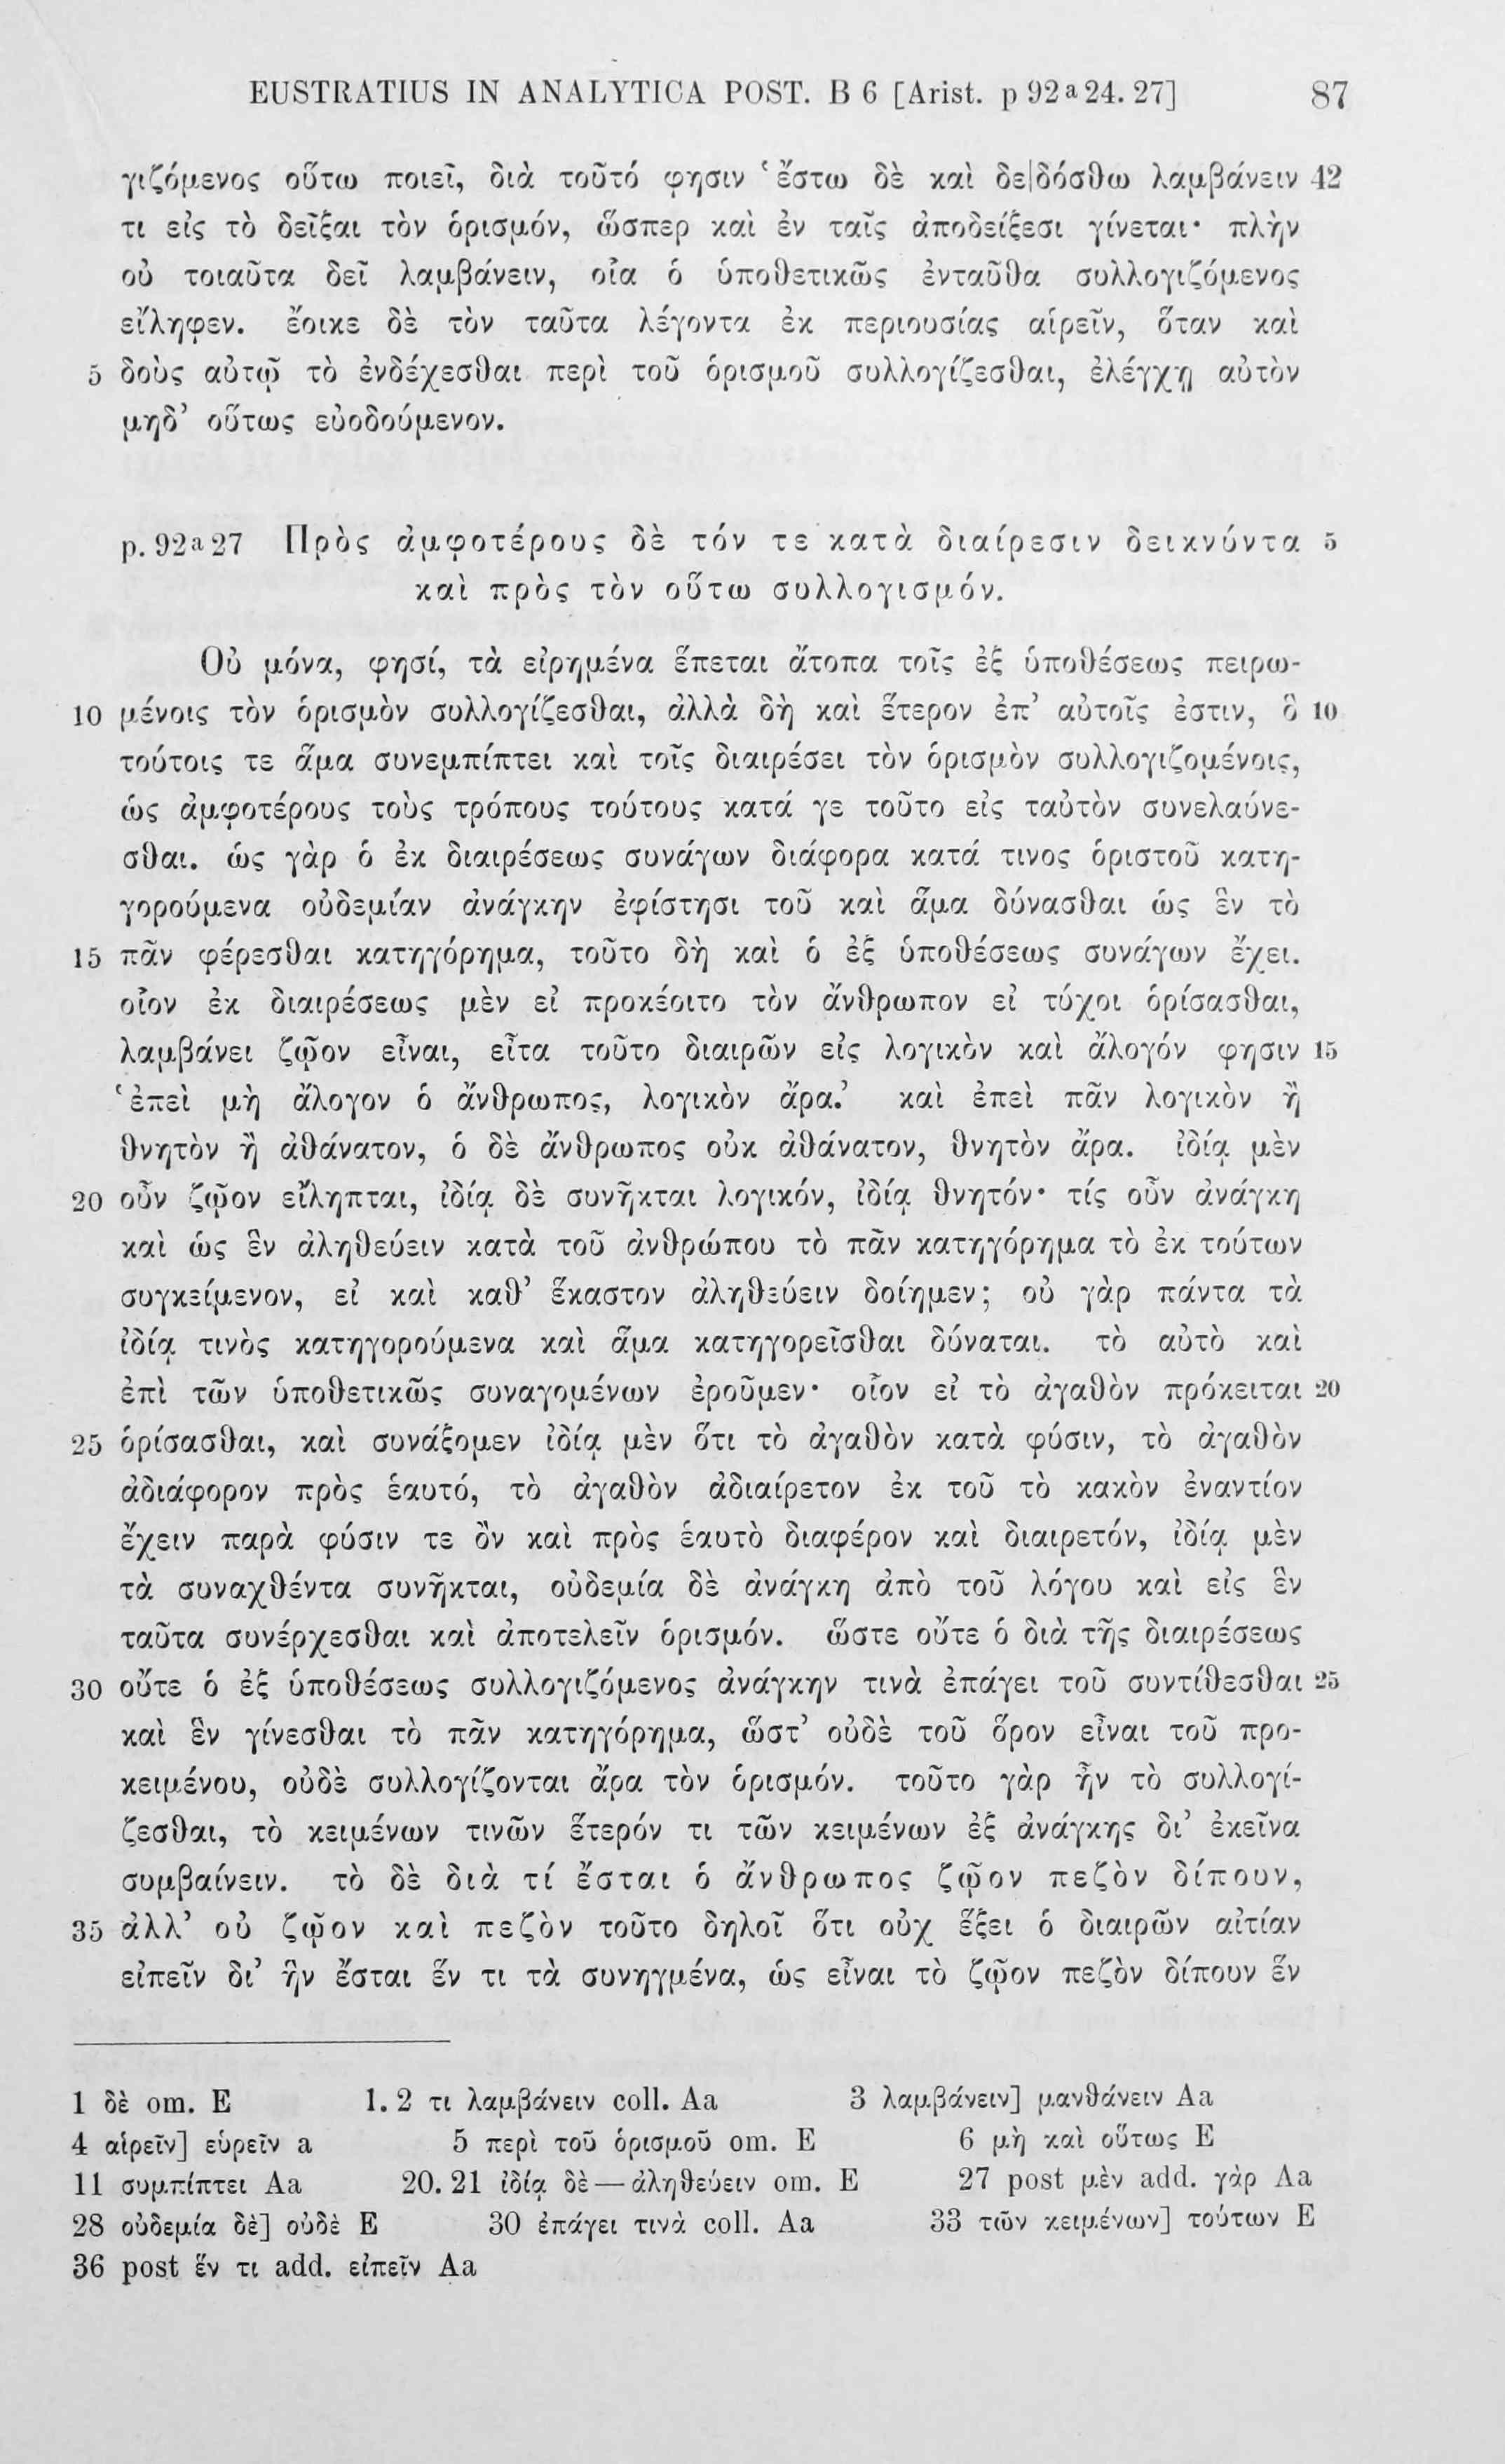 EUSTRATIUS IN ANALYTICA POST. B 6 [Arist. p 92 a 24. 27] 87
γιζόμενος οὕτω ποιεῖ, διὰ τοῦτό φησιν ‘ἔστω δὲ καὶ δε|δόσθω λαμβάνειν 42
τι εἰς τὸ δεῖξαι τὸν ὁρισμόν, ὥσπερ καὶ ἐν ταῖς ἀποδείξεσι γίνεται· πλὴν
οὐ τοιαῦτα δεῖ λαμβάνειν, οἷα ὁ ὑποθετικῶς ἐνταῦθα συλλογιζόμενος
εἴληφεν. ἔοικε δὲ τὸν ταῦτα λέγοντα ἐκ περιουσίας αἱρεῖν, ὅταν καὶ
5 δοὺς αὐτῷ τὸ ἐνδέχεσθαι περὶ τοῦ ὁρισμοῦ συλλογίζεσθαι, ἐλέγχῃ αὐτὸν
μηδ’ οὕτως εὐοδούμενον.
p. 92a27 Πρὸς ἀμφοτέρους δὲ τόν τε κατὰ διαίρεσιν δεικνύντα 5
καὶ πρὸς τὸν οὕτω συλλογισμόν.
Οὐ μόνα, φησί, τὰ εἰρημένα ἕπεται ἄτοπα τοῖς ἐξ ὑποθέσεως πειρω-
10 μένοις τὸν ὁρισμὸν συλλογίζεσθαι, ἀλλὰ δὴ καὶ ἕτερον ἐπ’ αὐτοῖς ἐστιν, ὃ 10
τούτοις τε ἅμα συνεμπίπτει καὶ τοῖς διαιρέσει τὸν ὁρισμὸν συλλογιζομένοις,
ὡς ἀμφοτέρους τοὺς τρόπους τούτους κατά γε τοῦτο εἰς ταὐτὸν συνελαύνε-
σθαι. ὡς γὰρ ὁ ἐκ διαιρέσεως συνάγων διάφορα κατά τινος ὁριστοῦ κατη-
γορούμενα οὐδεμίαν ἀνάγκην ἐφίστησι τοῦ καὶ ἅμα δύνασθαι ὡς ἓν τὸ
15 πᾶν φέρεσθαι κατηγόρημα, τοῦτο δὴ καὶ ὁ ἐξ ὑποθέσεως συνάγων ἔχει.
οἷον ἐκ διαιρέσεως μὲν εἰ προκέοιτο τὸν ἄνθρωπον εἰ τύχοι ὁρίσασθαι,
λαμβάνει ζῷον εἶναι, εἶτα τοῦτο διαιρῶν εἰς λογικὸν καὶ ἄλογόν φησιν 15
‘ἐπεὶ μὴ ἄλογον ὁ ἄνθρωπος, λογικὸν ἄρα.’ καὶ ἐπεὶ πᾶν λογικὸν ἢ
θνητὸν ἢ ἀθάνατον, ὁ δὲ ἄνθρωπος οὐκ ἀθάνατον, θνητὸν ἄρα. ἰδίᾳ μὲν
20 οὖν ζῷον εἴληπται, ἰδίᾳ δὲ συνῆκται λογικόν, ἰδίᾳ θνητόν· τίς οὖν ἀνάγκη
καὶ ὡς ἓν ἀληθεύειν κατὰ τοῦ ἀνθρώπου τὸ πᾶν κατηγόρημα τὸ ἐκ τούτων
συγκείμενον, εἰ καὶ καθ’ ἕκαστον ἀληθεύειν δοίημεν; οὐ γὰρ πάντα τὰ
ἰδίᾳ τινὸς κατηγορούμενα καὶ ἅμα κατηγορεῖσθαι δύναται. τὸ αὐτὸ καὶ
ἐπὶ τῶν ὑποθετικῶς συναγομένων ἐροῦμεν· οἷον εἰ τὸ ἀγαθὸν πρόκειται 20
25 ὁρίσασθαι, καὶ συνάξομεν ἰδίᾳ μὲν ὅτι τὸ ἀγαθὸν κατὰ φύσιν, τὸ ἀγαθὸν
ἀδιάφορον πρὸς ἑαυτό, τὸ ἀγαθὸν ἀδιαίρετον ἐκ τοῦ τὸ κακὸν ἐναντίον
ἔχειν παρὰ φύσιν τε ὂν καὶ πρὸς ἑαυτὸ διαφέρον καὶ διαιρετόν, ἰδίᾳ μὲν
τὰ συναχθέντα συνῆκται, οὐδεμία δὲ ἀνάγκη ἀπὸ τοῦ λόγου καὶ εἰς ἓν
ταῦτα συνέρχεσθαι καὶ ἀποτελεῖν ὁρισμόν. ὥστε οὔτε ὁ διὰ τῆς διαιρέσεως
30 οὔτε ὁ ἐξ ὑποθέσεως συλλογιζόμενος ἀνάγκην τινὰ ἐπάγει τοῦ συντίθεσθαι 25
καὶ ἓν γίνεσθαι τὸ πᾶν κατηγόρημα, ὥστ’ οὐδὲ τοῦ ὅρον εἶναι τοῦ προ-
κειμένου, οὐδὲ συλλογίζονται ἄρα τὸν ὁρισμόν. τοῦτο γὰρ ἦν τὸ συλλογί-
ζεσθαι, τὸ κειμένων τινῶν ἕτερόν τι τῶν κειμένων ἐξ ἀνάγκης δι’ ἐκεῖνα
συμβαίνειν. τὸ δὲ διὰ τί ἔσται ὁ ἄνθρωπος ζῷον πεζὸν δίπουν,
35 ἀλλ’ οὐ ζῷον καὶ πεζὸν τοῦτο δηλοῖ ὅτι οὐχ ἕξει ὁ διαιρῶν αἰτίαν
εἰπεῖν δι’ ἣν ἔσται ἕν τι τὰ συνηγμένα, ὡς εἶναι τὸ ζῷον πεζὸν δίπουν ἓν
1 δὲ om. E 1. 2 τι λαμβάνειν coll. Aa 3 λαμβάνειν] μανθάνειν Aa
4 αἱρεῖν] εὑρεῖν a 5 περὶ τοῦ ὁρισμοῦ om. E 6 μὴ καὶ οὕτως E
11 συμπίπτει Aa 20. 21 ἰδίᾳ δὲ — ἀληθεύειν om. E 27 post μὲν add. γὰρ Aa
28 οὐδεμία δὲ] οὐδὲ E 30 ἐπάγει τινὰ coll. Aa 33 τῶν κειμένων] τούτων E
36 post ἕν τι add. εἰπεῖν Aa